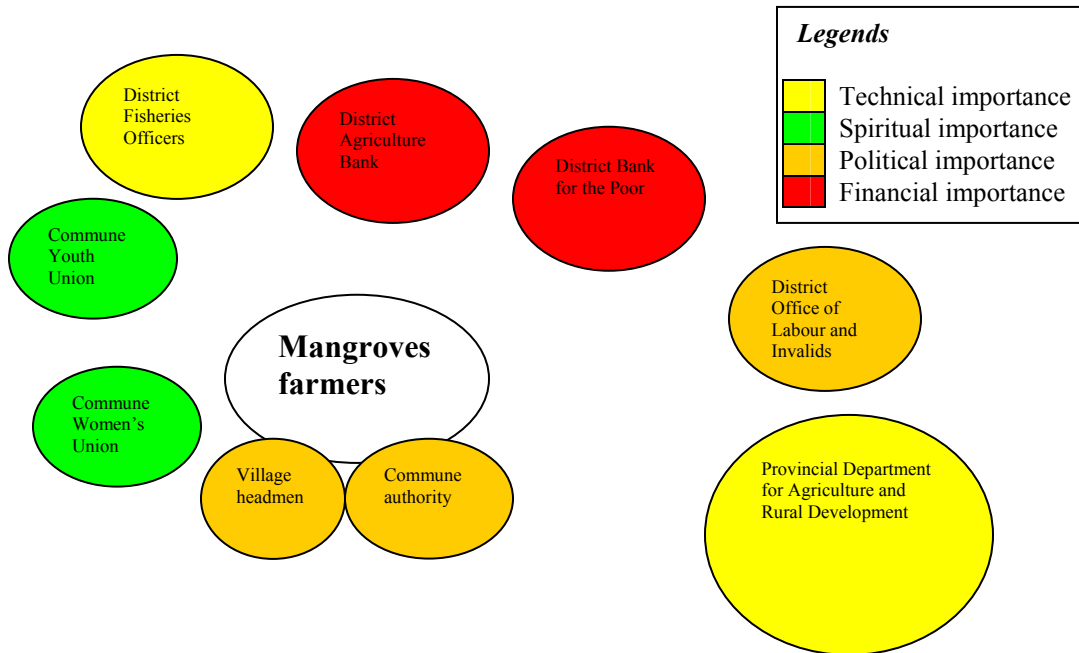 Legends
Technical importance
Spiritual importance
Political importance
Financial importance
District
Fisheries
Officers
District
Agriculture
Bank
District Bank
for the Poor
Commune
Youth
Union
District
Office of
Labour and
Invalids
Mangroves
farmers
Commune
Women's
Union
Village
headmen
Commune
authority
Provincial Department
for Agriculture and
Rural Development